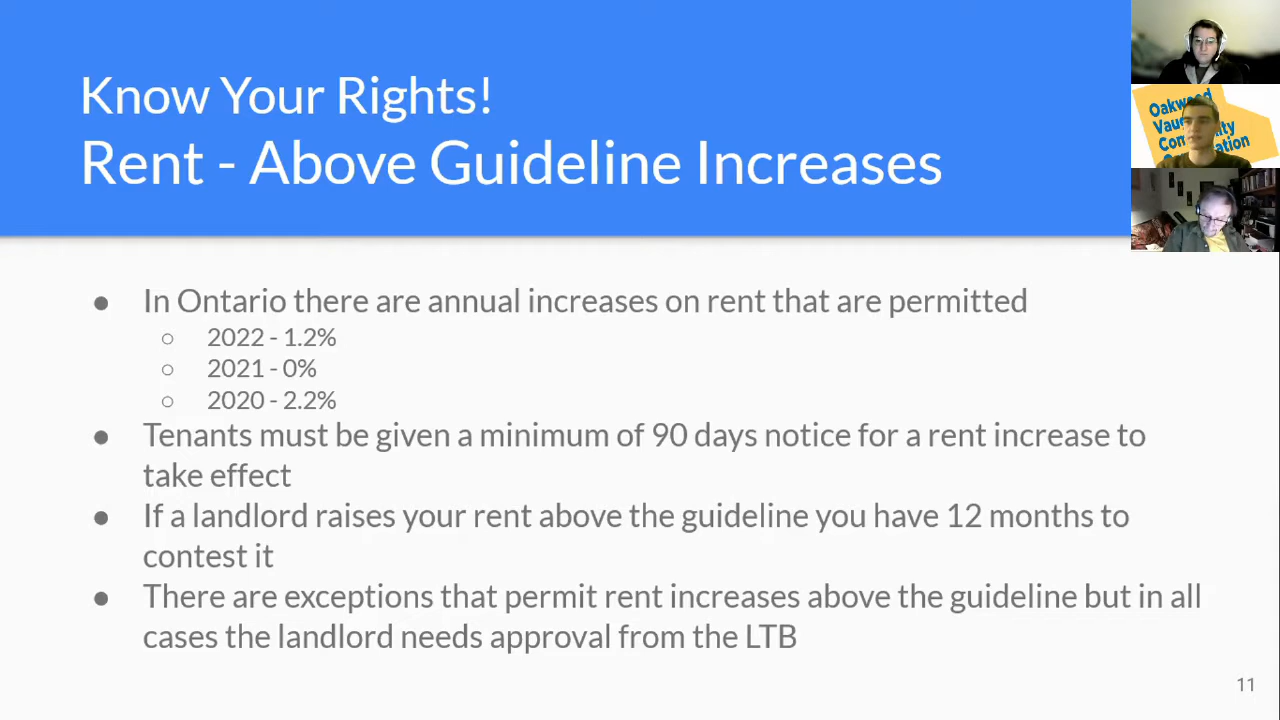 Know Your Rights!
Rent - Above Guideline Increases
Oakwood
● In Ontario there are annual increases on rent that are permitted
○ 2022 - 1.2%
○ 2021 - 0%
○ 2020 - 2.2%
● Tenants must be given a minimum of 90 days notice for a rent increase to
take effect
● If a landlord raises your rent above the guideline you have 12 months to
contest it
● There are exceptions that permit rent increases above the guideline but in all
cases the landlord needs approval from the LTB
11